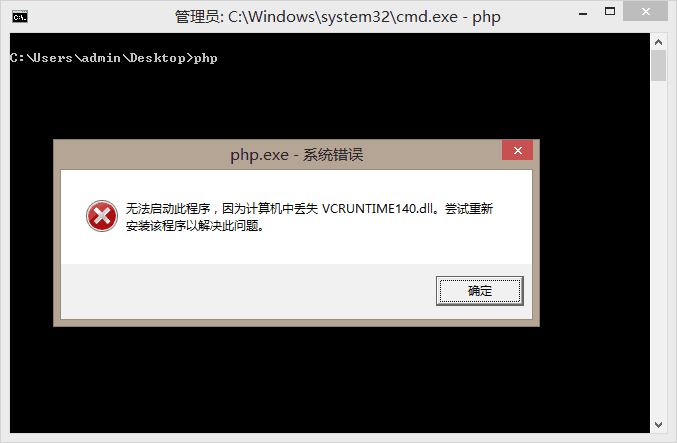 管理员: C:\Windows\system32\cmd.exe - php
C:\Users\admin\Desktop>php
php.exe - 系统错误
无法启动此程序，因为计算机中丢失 VCRUNTIME140.dll。尝试重新
安装该程序以解决此问题。
确定